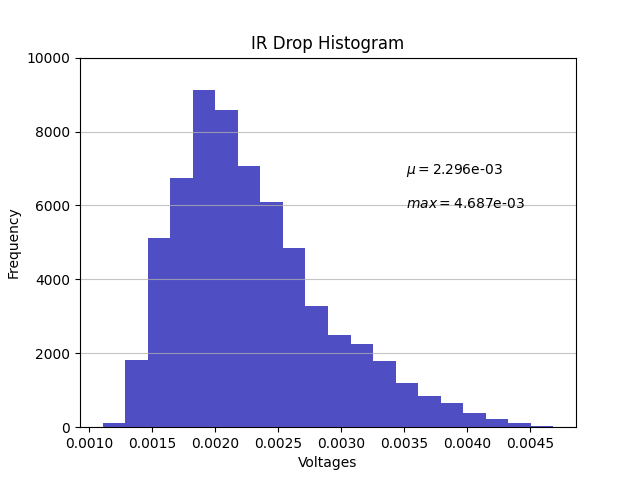 IR Drop Histogram
10000
8000
6000
4000
2000
0
Frequency
μ = 2.296e-03
max = 4.687e-03
0.0010 0.0015 0.0020 0.0025 0.0030 0.0035 0.0040 0.0045
Voltages